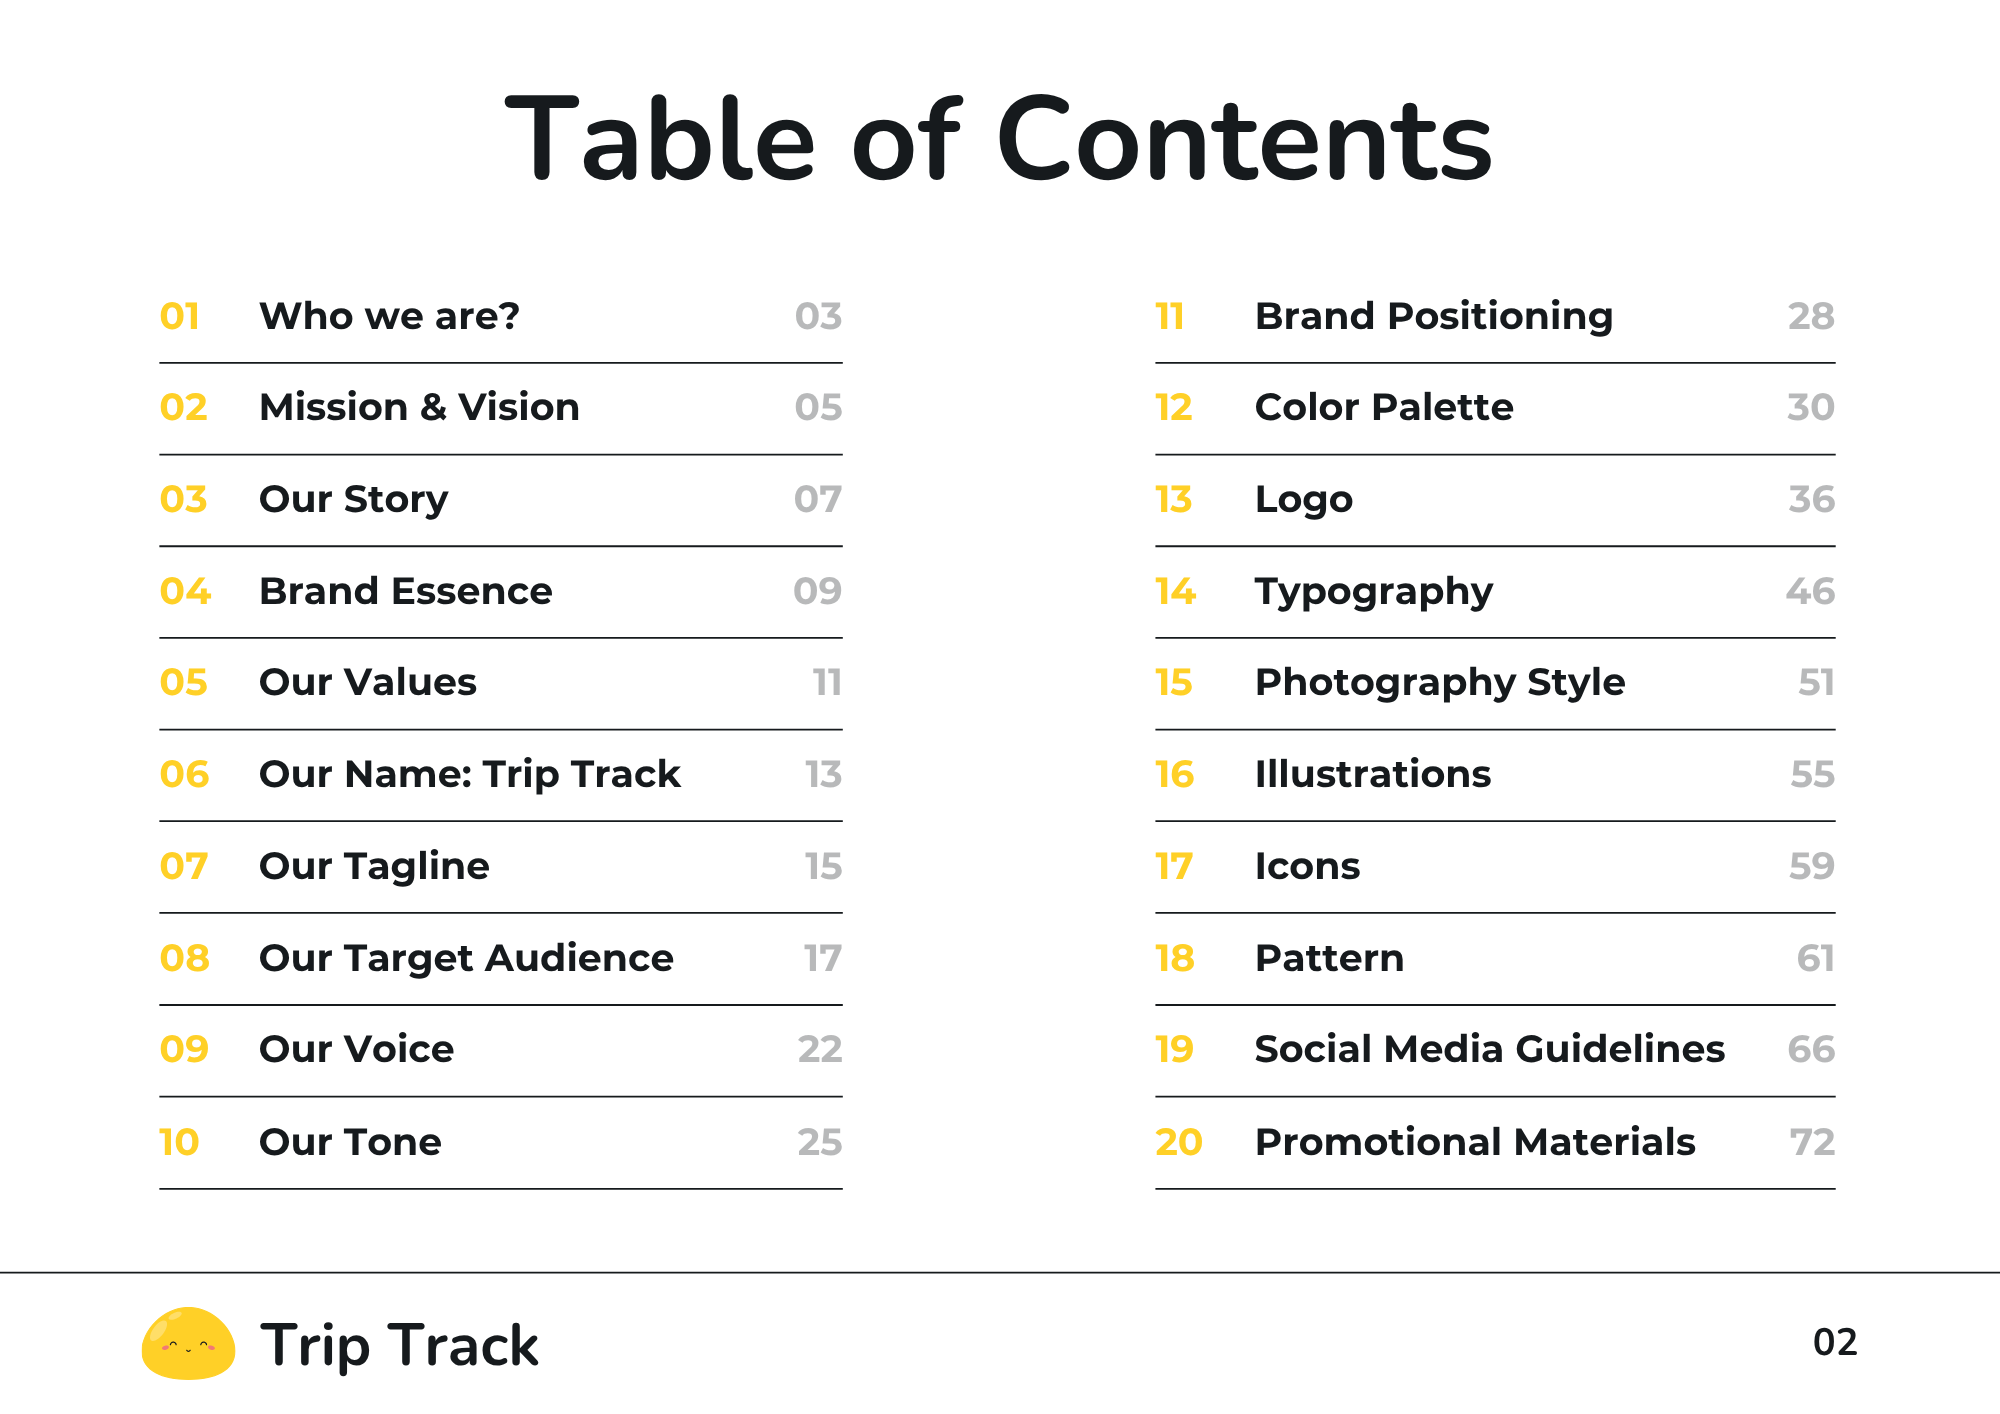 Table of Contents
01 Who we are? 03
02 Mission & Vision 05
03 Our Story 07
04 Brand Essence 09
05 Our Values 11
06 Our Name: Trip Track 13
07 Our Tagline 15
08 Our Target Audience 17
09 Our Voice 22
10 Our Tone 25
11 Brand Positioning 28
12 Color Palette 30
13 Logo 36
14 Typography 46
15 Photography Style 51
16 Illustrations 55
17 Icons 59
18 Pattern 61
19 Social Media Guidelines 66
20 Promotional Materials 72
Trip Track 02